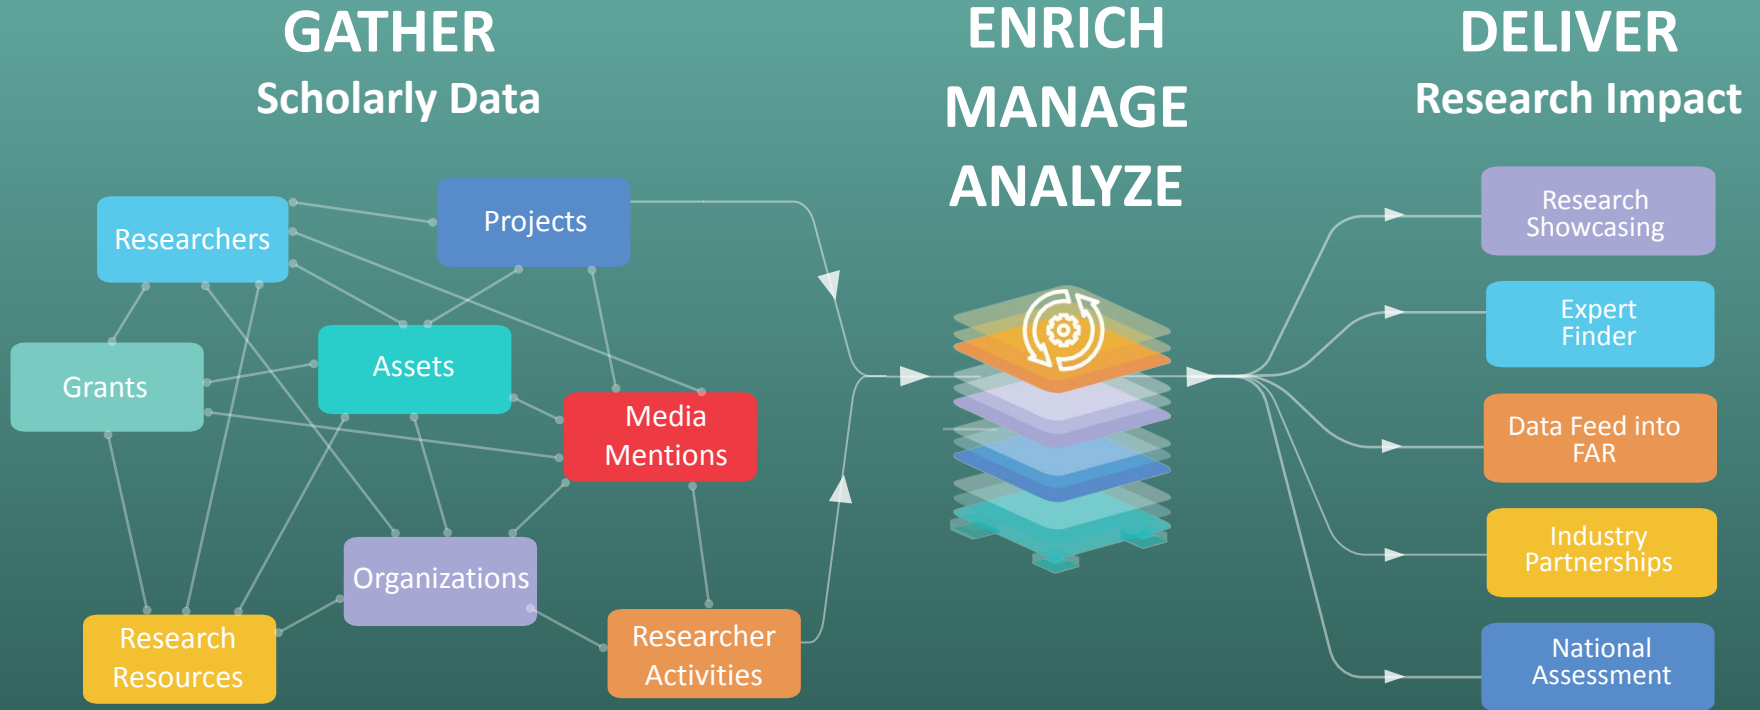 GATHER
Scholarly Data
ENRICH
MANAGE
ANALYZE
DELIVER
Research Impact
Researchers
Projects
Grants
Assets
Media
Mentions
Organizations
Research
Resources
Researcher
Activities
Research
Showcasing
Expert
Finder
Data Feed into
FAR
Industry
Partnerships
National
Assessment